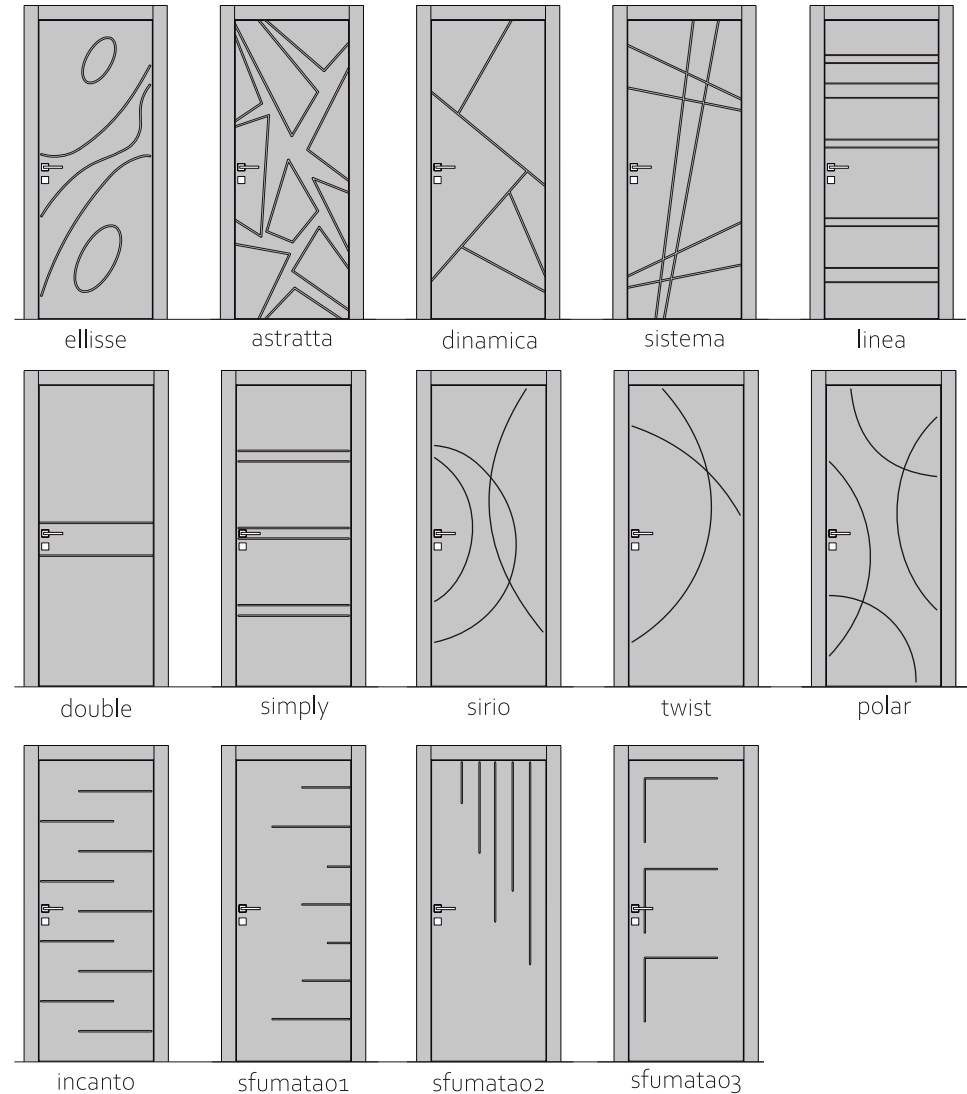 ellisse astratta dinamica sistema linea
double simply sirio twist polar
incanto sfumata01 sfumata02 sfumata03